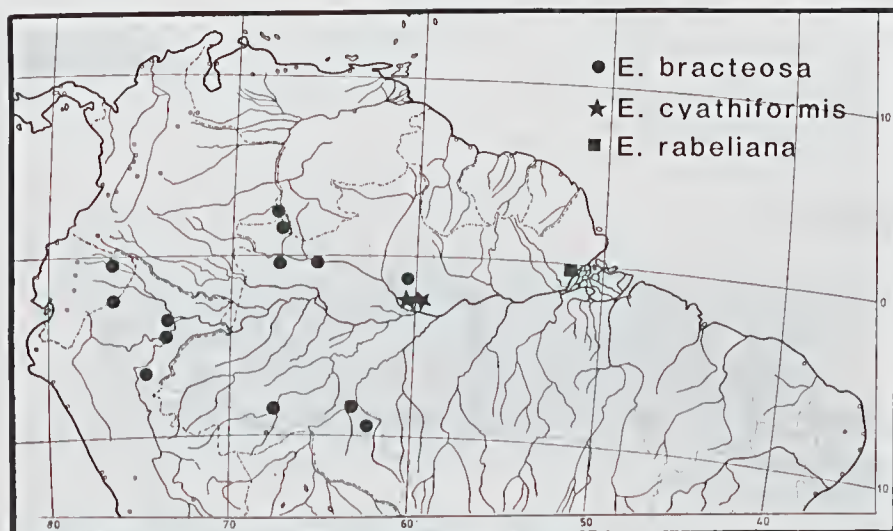 E. bracteosa
E. cyathiformis
E. rabeliana
10
0
10
80 70 60 50 40